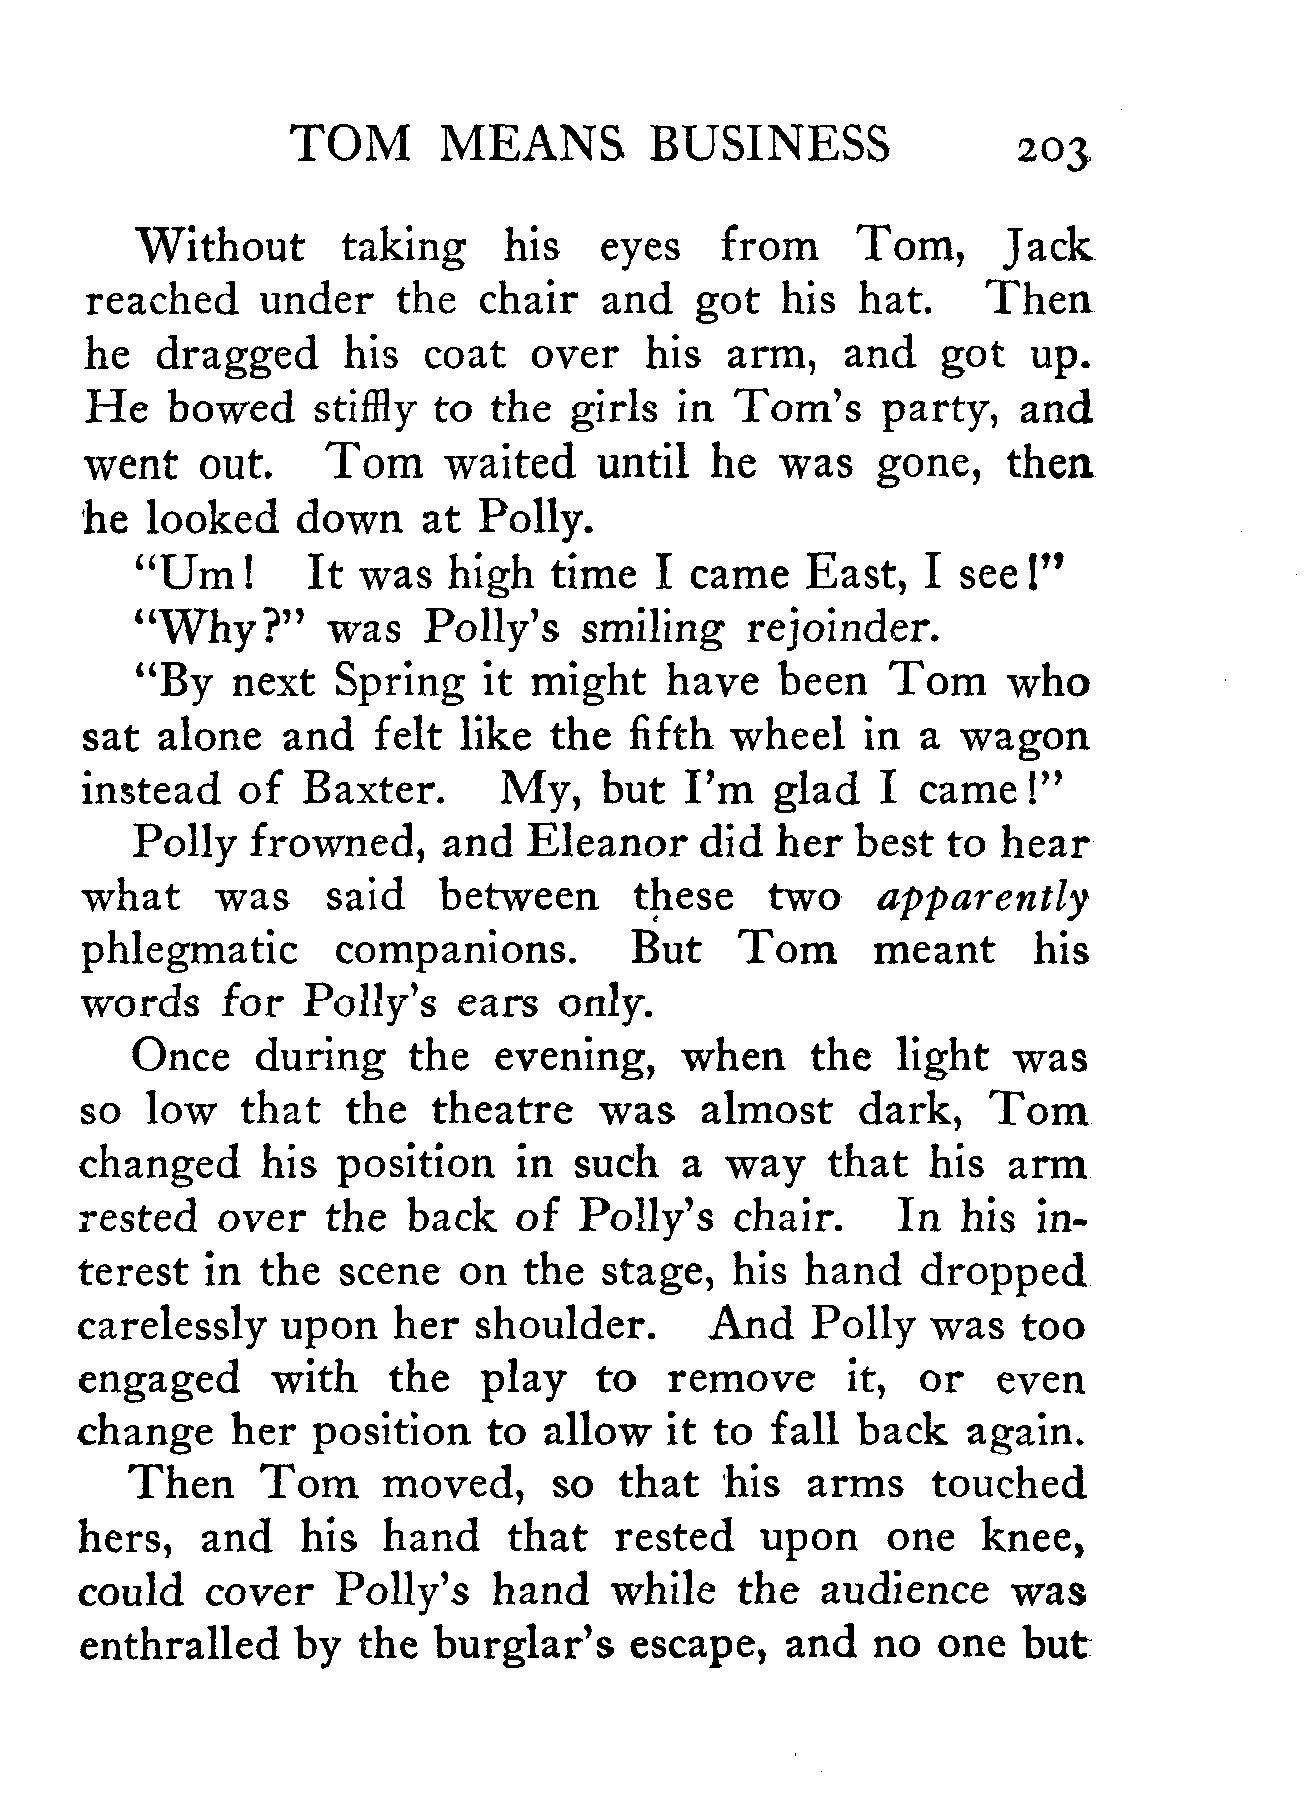 TOM MEANS BUSINESS 203
Without taking his eyes from Tom, Jack
reached under the chair and got his hat. Then
he dragged his coat over his arm, and got up.
He bowed stiffly to the girls in Tom's party, and
went out. Tom waited until he was gone, then
he looked down at Polly.
"Um! It was high time I came East, I see!"
"Why?" was Polly's smiling rejoinder.
"By next Spring it might have been Tom who
sat alone and felt like the fifth wheel in a wagon
instead of Baxter. My, but I'm glad I came!"
Polly frowned, and Eleanor did her best to hear
what was said between these two apparently
phlegmatic companions. But Tom meant his
words for Polly's ears only.
Once during the evening, when the light was
so low that the theatre was almost dark, Tom
changed his position in such a way that his arm
rested over the back of Polly's chair. In his in-
terest in the scene on the stage, his hand dropped
carelessly upon her shoulder. And Polly was too
engaged with the play to remove it, or even
change her position to allow it to fall back again.
Then Tom moved, so that his arms touched
hers, and his hand that rested upon one knee,
could cover Polly's hand while the audience was
enthralled by the burglar's escape, and no one but